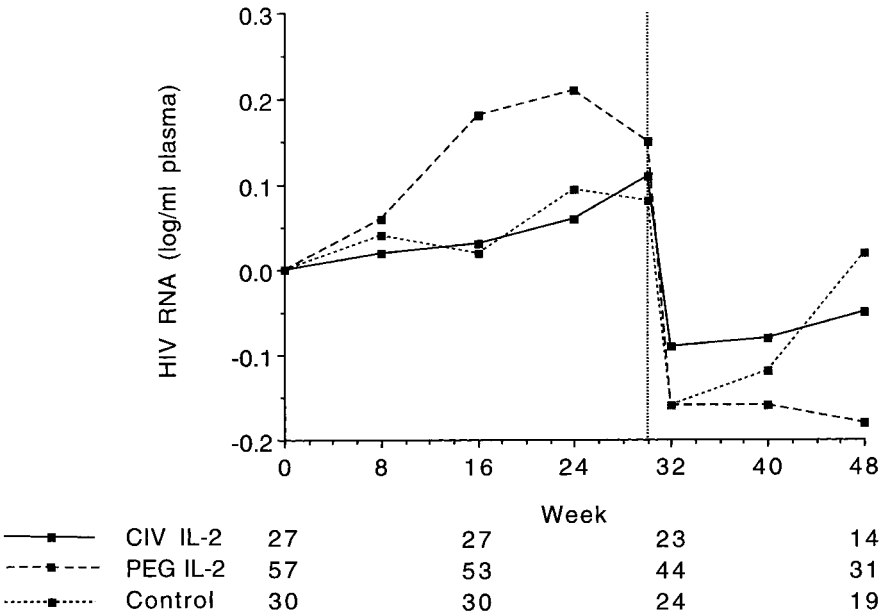 0.3
0.2
0.1
0.0
-0.1
-0.2
HIV RNA (log/ml plasma)
0 8 16 24 32 40 48
Week
CIV IL-2 27 27 23 14
PEG IL-2 57 53 44 31
Control 30 30 24 19